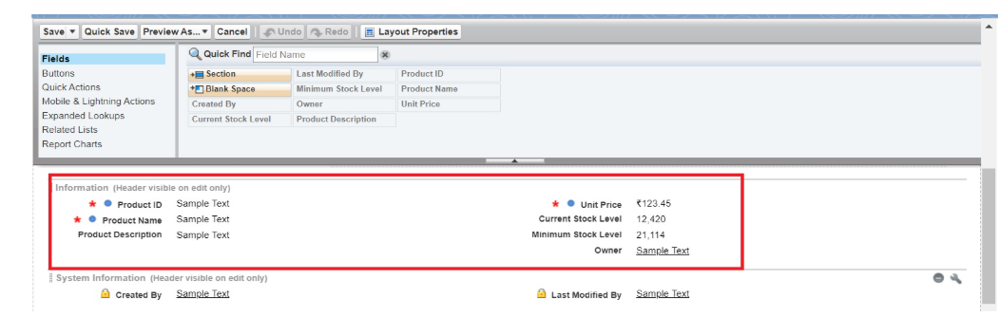 Save ▼ Quick Save Preview As... ▼ Cancel Undo Redo Layout Properties
Fields
Buttons
Quick Actions
Mobile & Lightning Actions
Expanded Lookups
Related Lists
Report Charts
Quick Find Field Name
Section Last Modified By Product ID
Blank Space Minimum Stock Level Product Name
Created By Owner Unit Price
Current Stock Level Product Description
Information (Header visible on edit only)
* Product ID Sample Text * Unit Price ₹123.45
* Product Name Sample Text Current Stock Level 12,420
Product Description Sample Text Minimum Stock Level 21,114
Owner Sample Text
System Information (Header visible on edit only)
Created By Sample Text Last Modified By Sample Text